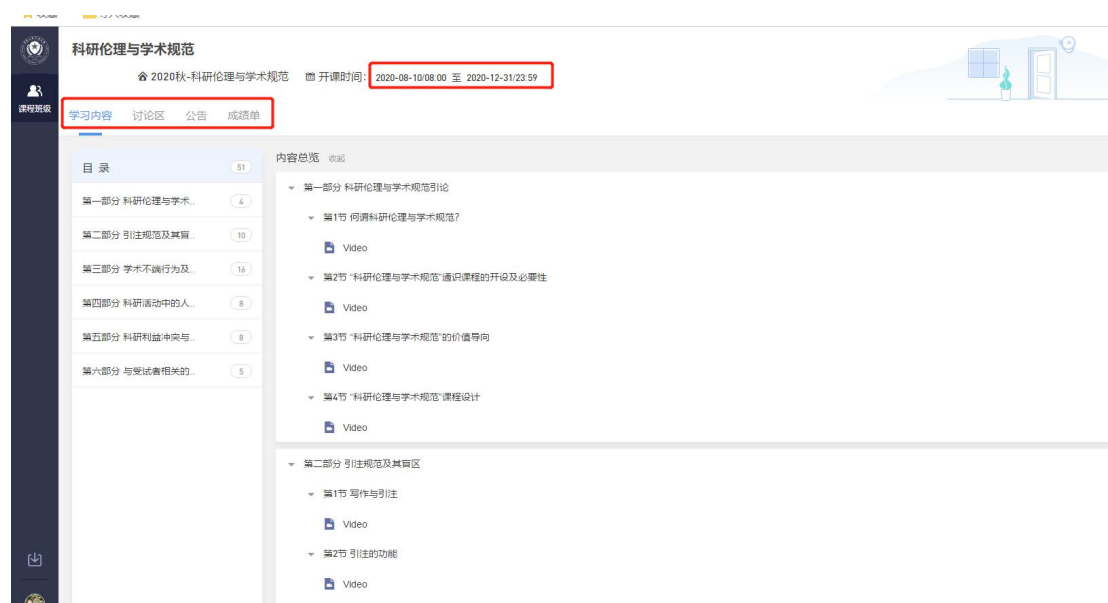 科研伦理与学术规范
2020秋-科研伦理与学术规范 开课时间: 2020-08-10/08:00 至 2020-12-31/23:59
课程班级
学习内容 讨论区 公告 成绩单
目 录 51
第一部分 科研伦理与学术.. 4
第二部分 引注规范及其盲.. 10
第三部分 学术不端行为及.. 16
第四部分 科研活动中的人.. 8
第五部分 科研利益冲突与.. 8
第六部分 与受试者相关的.. 5
内容总览 收起
第一部分 科研伦理与学术规范引论
第1节 何谓科研伦理与学术规范?
Video
第2节 “科研伦理与学术规范”通识课程的开设及必要性
Video
第3节 “科研伦理与学术规范”的价值导向
Video
第4节 “科研伦理与学术规范”课程设计
Video
第二部分 引注规范及其盲区
第1节 写作与引注
Video
第2节 引注的功能
Video